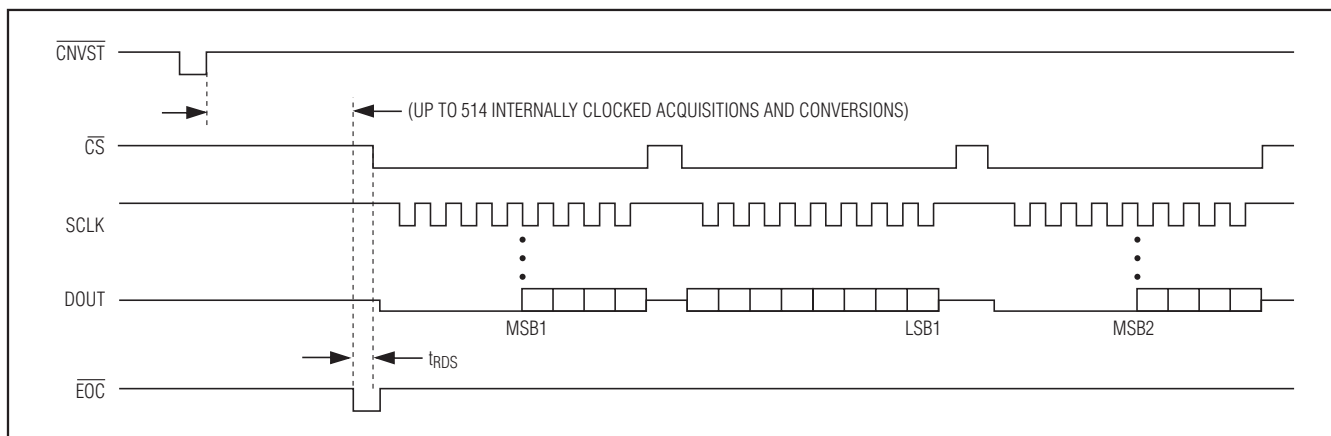 CNVST
(UP TO 514 INTERNALLY CLOCKED ACQUISITIONS AND CONVERSIONS)
CS
SCLK
DOUT
MSB1
LSB1
MSB2
tRDS
EOC